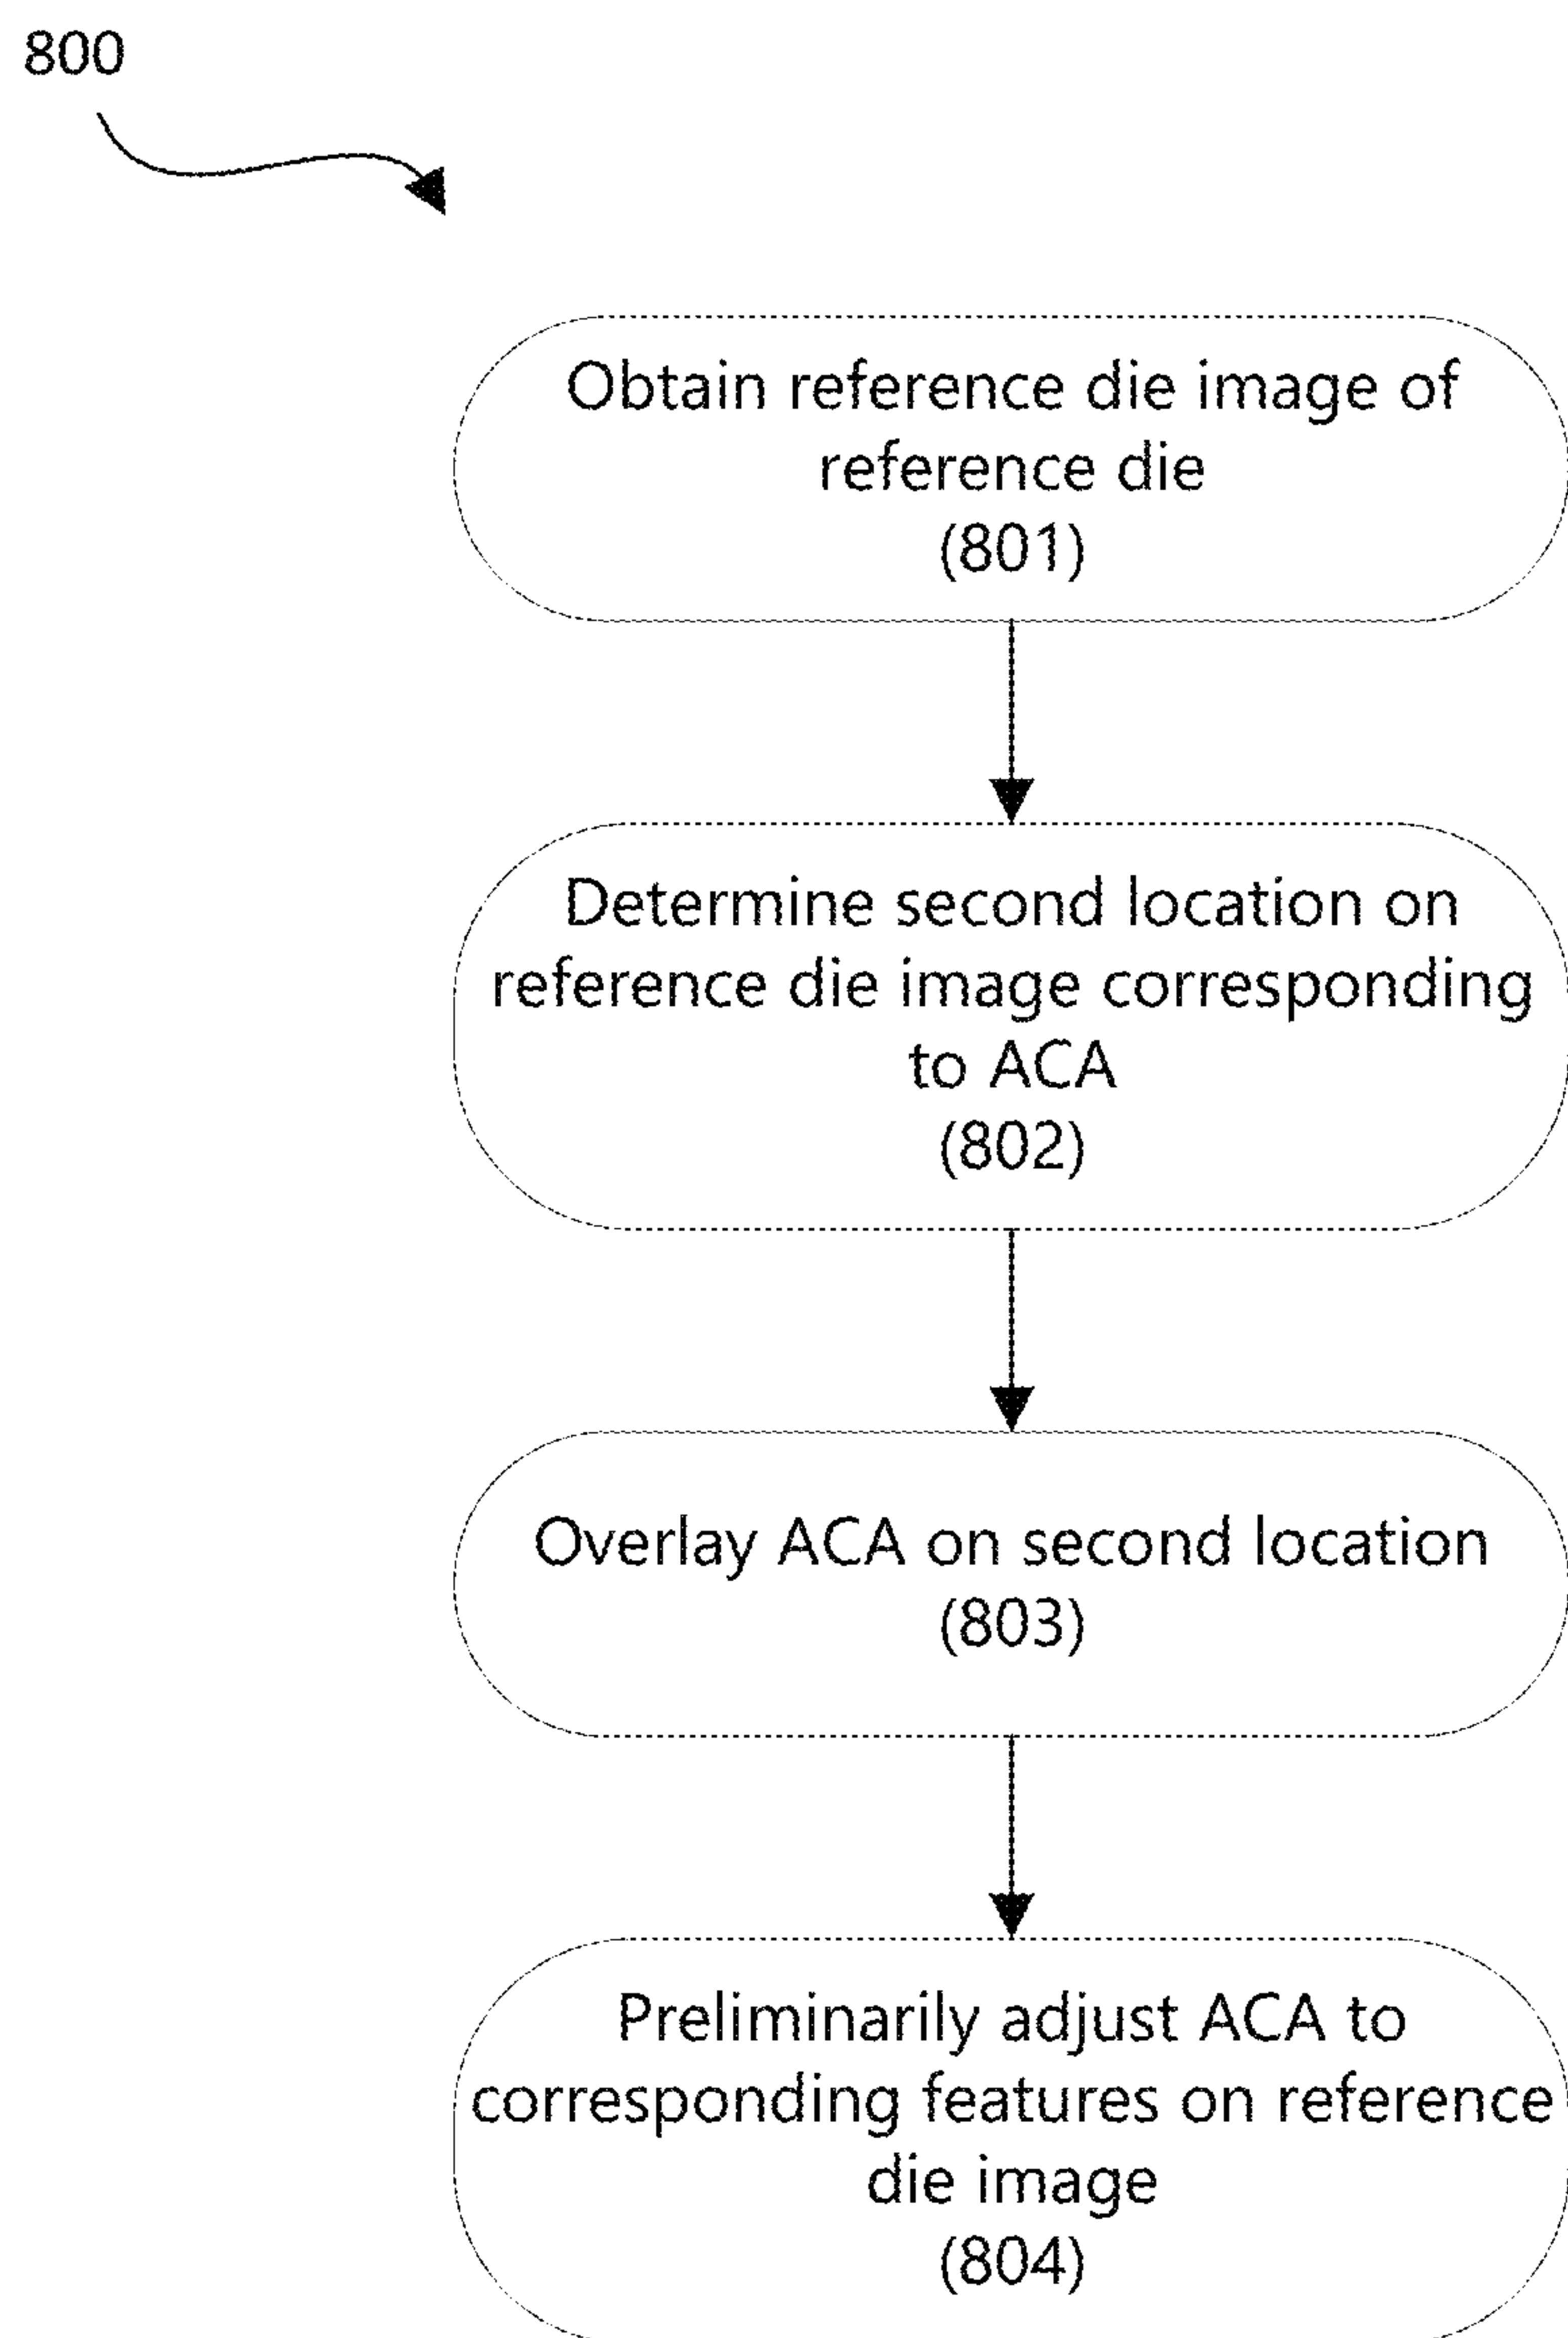 800
Obtain reference die image of
reference die
(801)
Determine second location on
reference die image corresponding
to ACA
(802)
Overlay ACA on second location
(803)
Preliminarily adjust ACA to
corresponding features on reference
die image
(804)